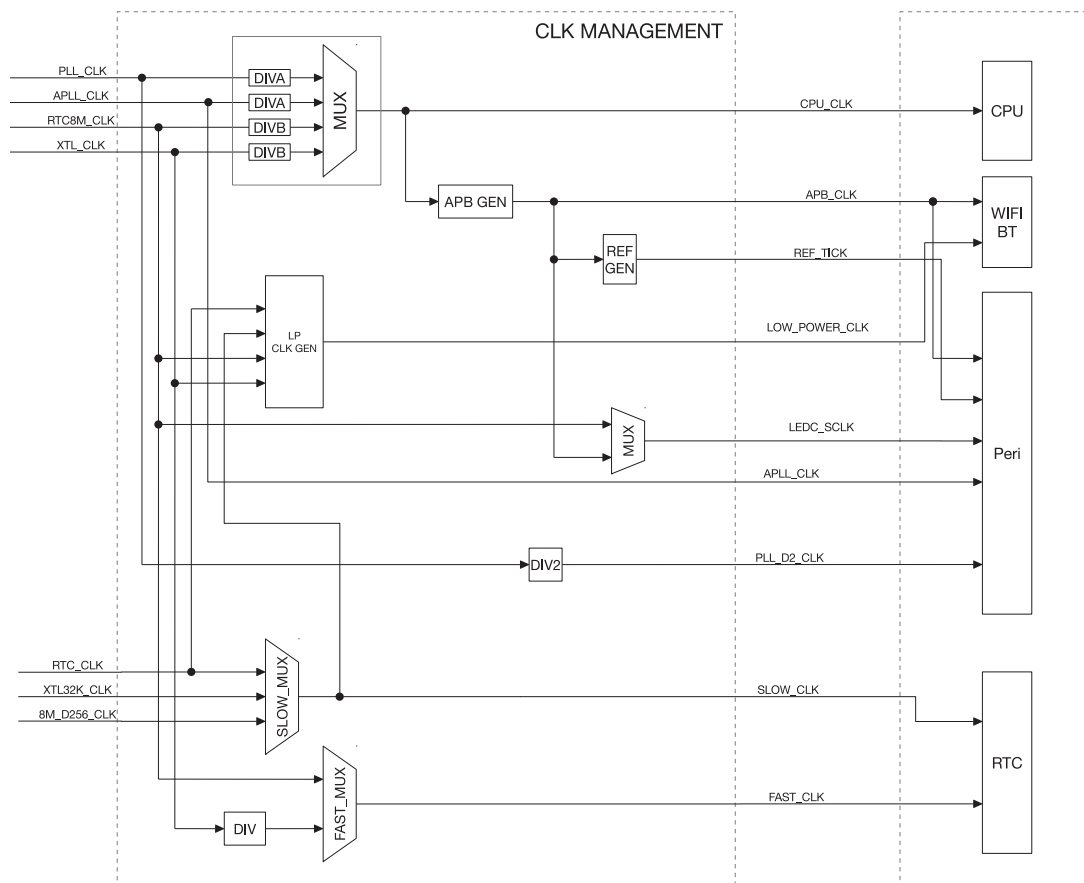 CLK MANAGEMENT
PLL_CLK
DIVA
APLL_CLK
DIVA
RTC8M_CLK
DIVB
XTL_CLK
DIVB
MUX
CPU_CLK
CPU
APB GEN
APB_CLK
WIFI
BT
REF
GEN
REF_TICK
LP
CLK GEN
LOW_POWER_CLK
MUX
LEDC_SCLK
Peri
APLL_CLK
DIV2
PLL_D2_CLK
RTC_CLK
XTL32K_CLK
8M_D256_CLK
SLOW_MUX
SLOW_CLK
RTC
FAST_MUX
FAST_CLK
DIV